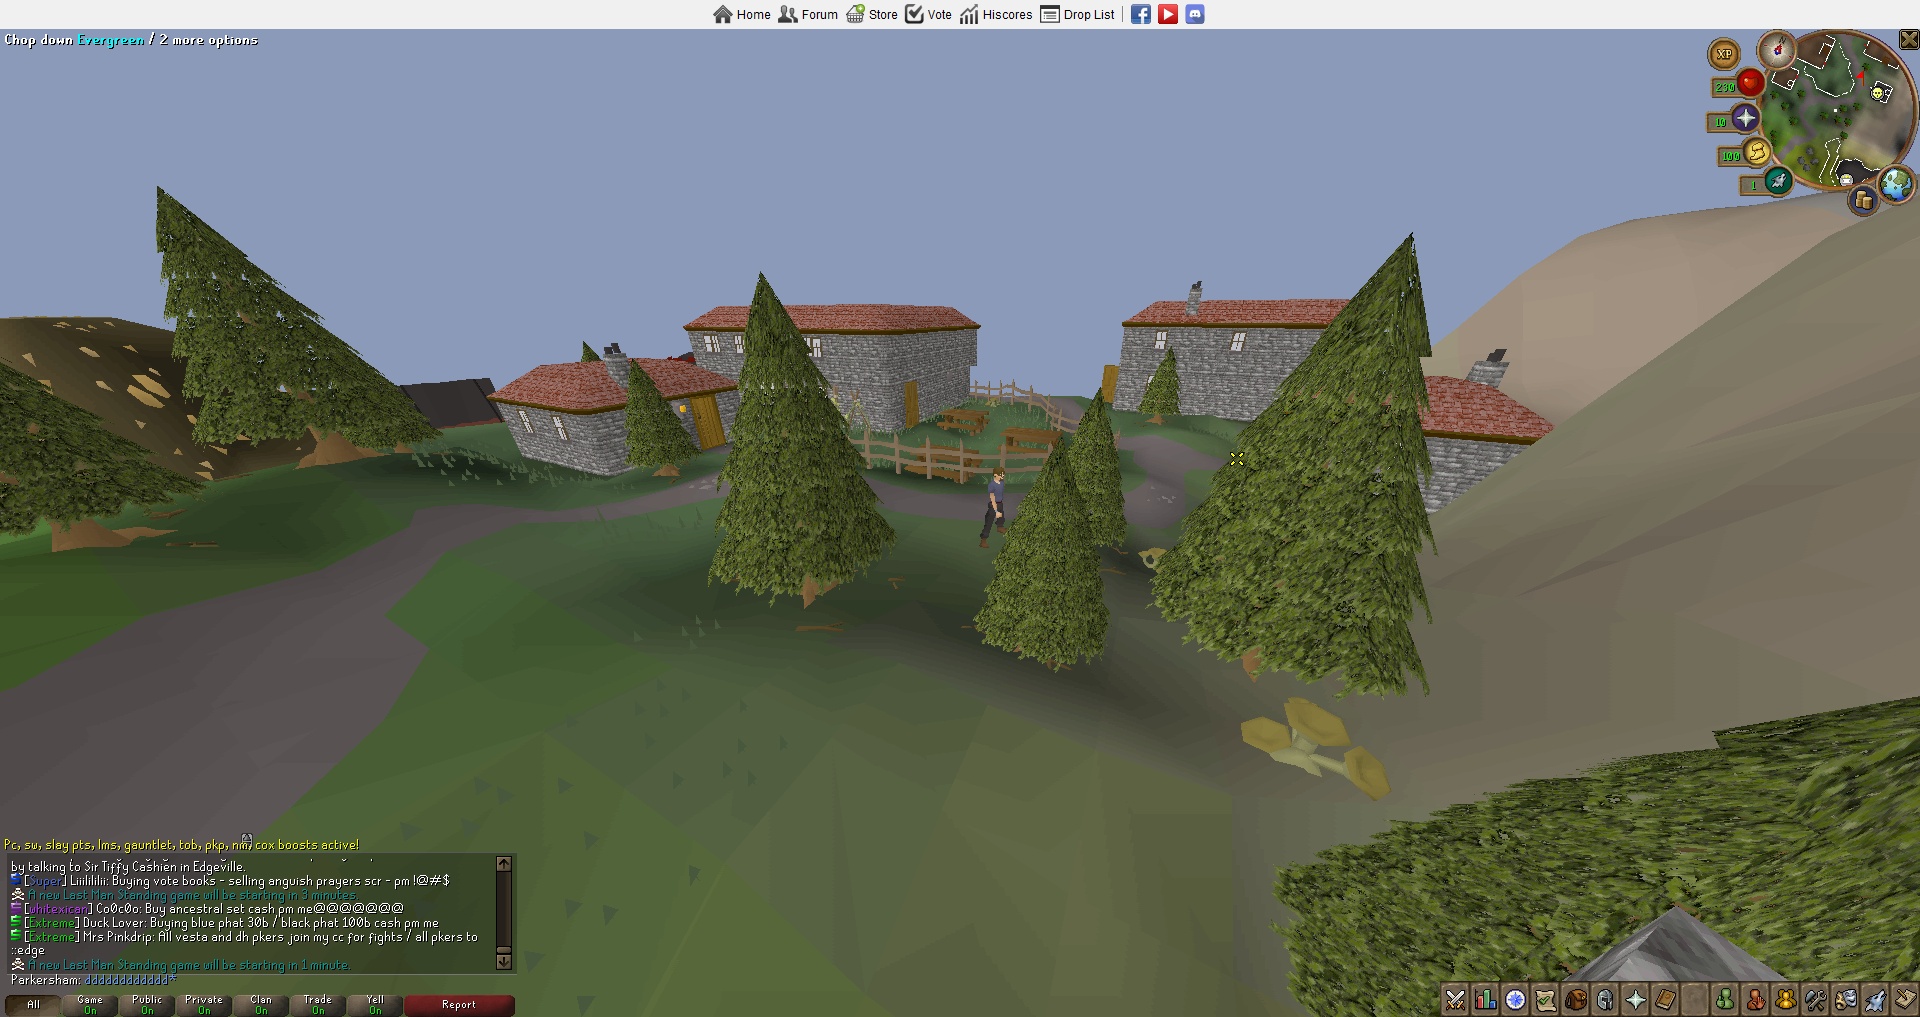 Home Forum Store Vote Hiscores Drop List
Chop down Evergreen / 2 more options
XP
230
10
100
1
Pc, sw, slay pts, lms, gauntlet, tob, pkp, nm, cox boosts active!
by talking to Sir Tiffy Cashien in Edgeville.
[Super] Liiilililii: Buying vote books - selling anguish prayers scr - pm !@#$
A new Last Man Standing game will be starting in 3 minutes.
[whitexican] Co0c0o: Buy ancestral set cash pm me@@@@@@@
[Extreme] Duck Lover: Buying blue phat 30b / black phat 100b cash pm me
[Extreme] Mrs Pinkdrip: All vesta and dh pkers join my cc for fights / all pkers to
::edge
A new Last Man Standing game will be starting in 1 minute.
Parkersham: dddddddddddd*
All Game Public Private Clan Trade Yell Report
On On On On On On